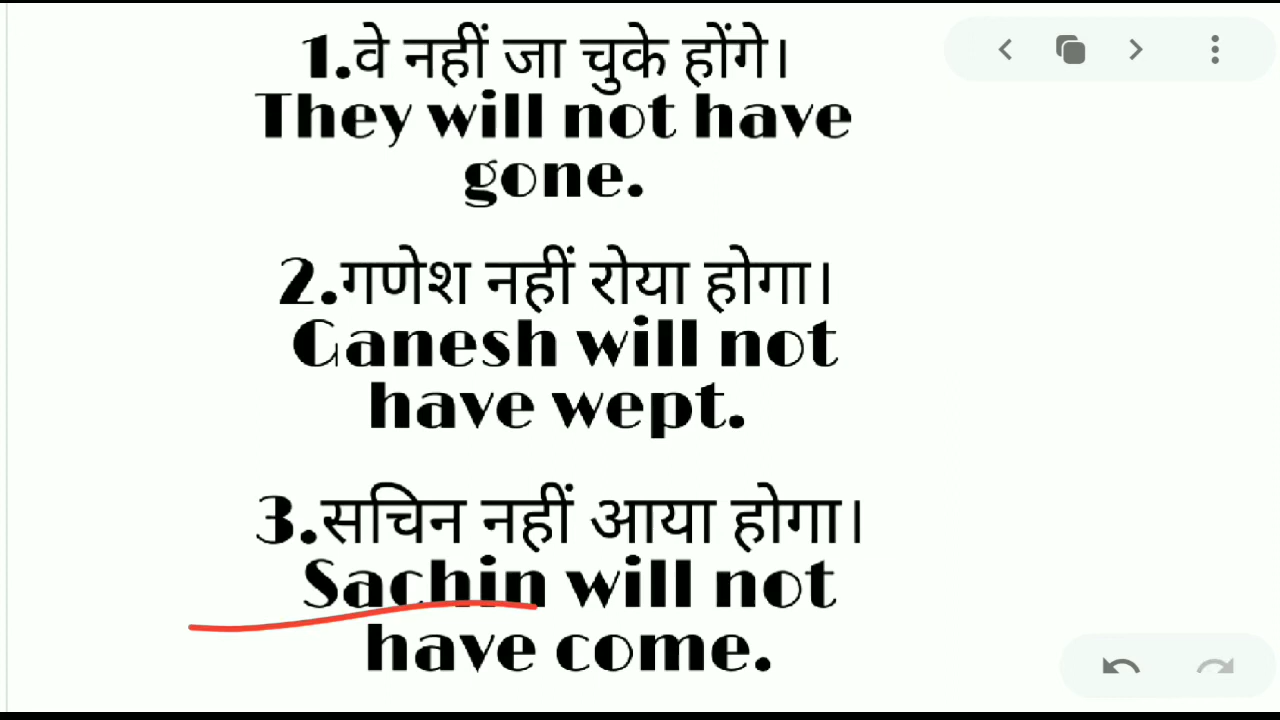 1.वे नहीं जा चुके होंगे।
They will not have
gone.
2.गणेश नहीं रोया होगा।
Ganesh will not
have wept.
3.सचिन नहीं आया होगा।
Sachin will not
have come.